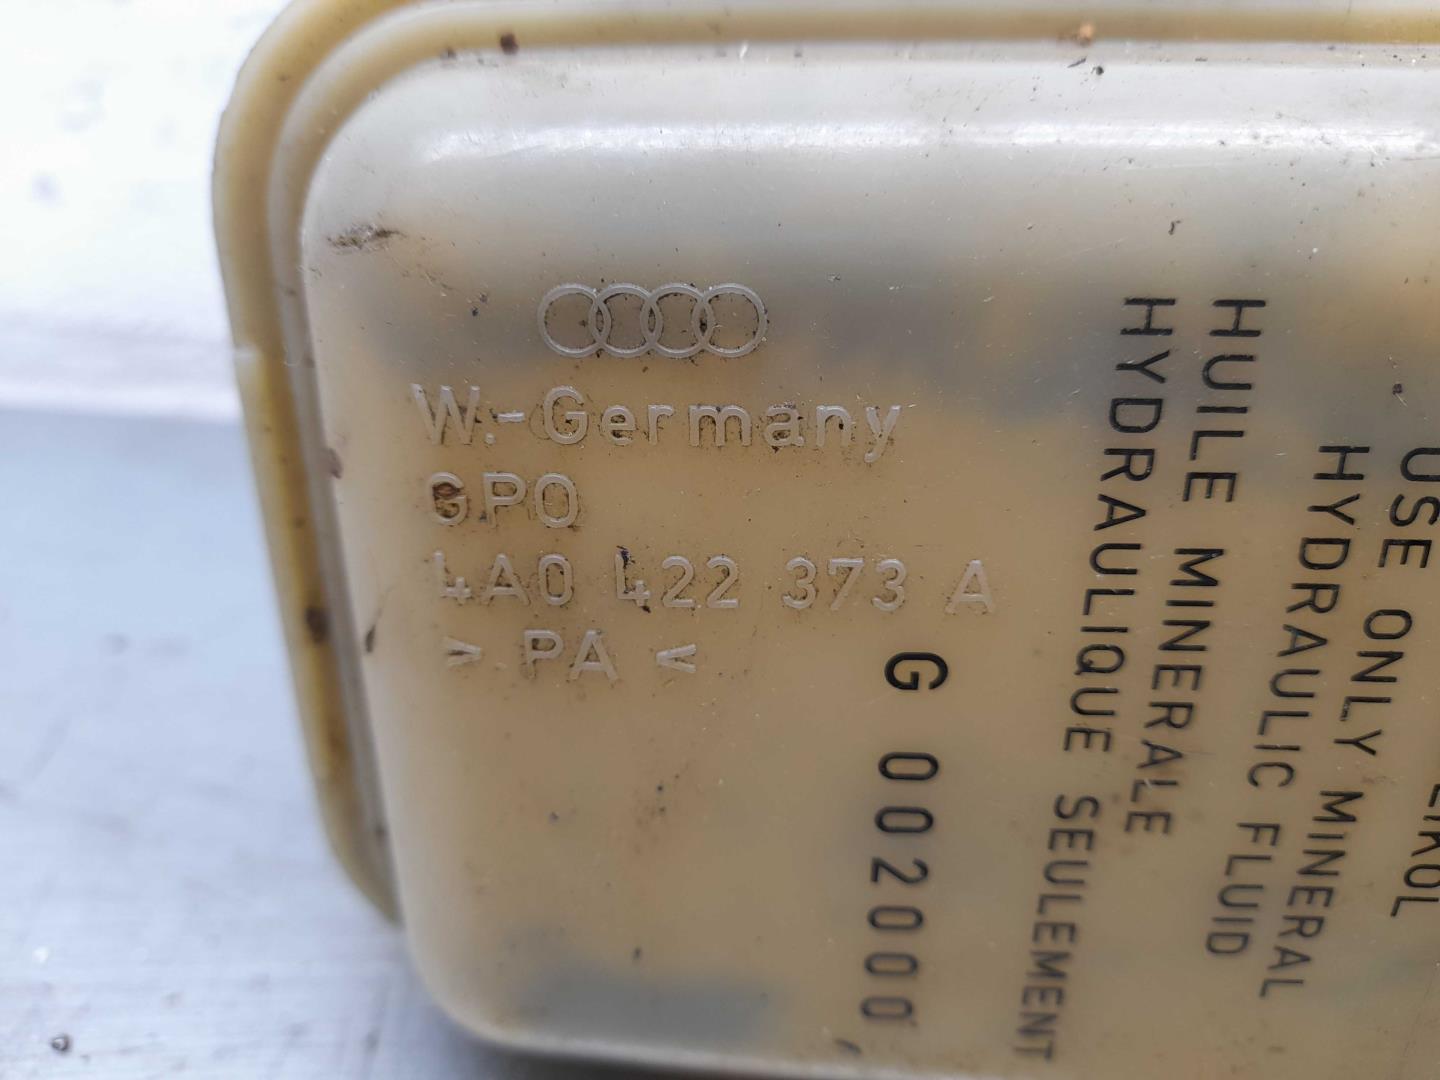 W.-Germany
GPO
4A0 422 373 A
> PA <
G 002000
HUILE MINERALE
HYDRAULIQUE SEULEMENT
USE ONLY MINERAL
HYDRAULIC FLUID